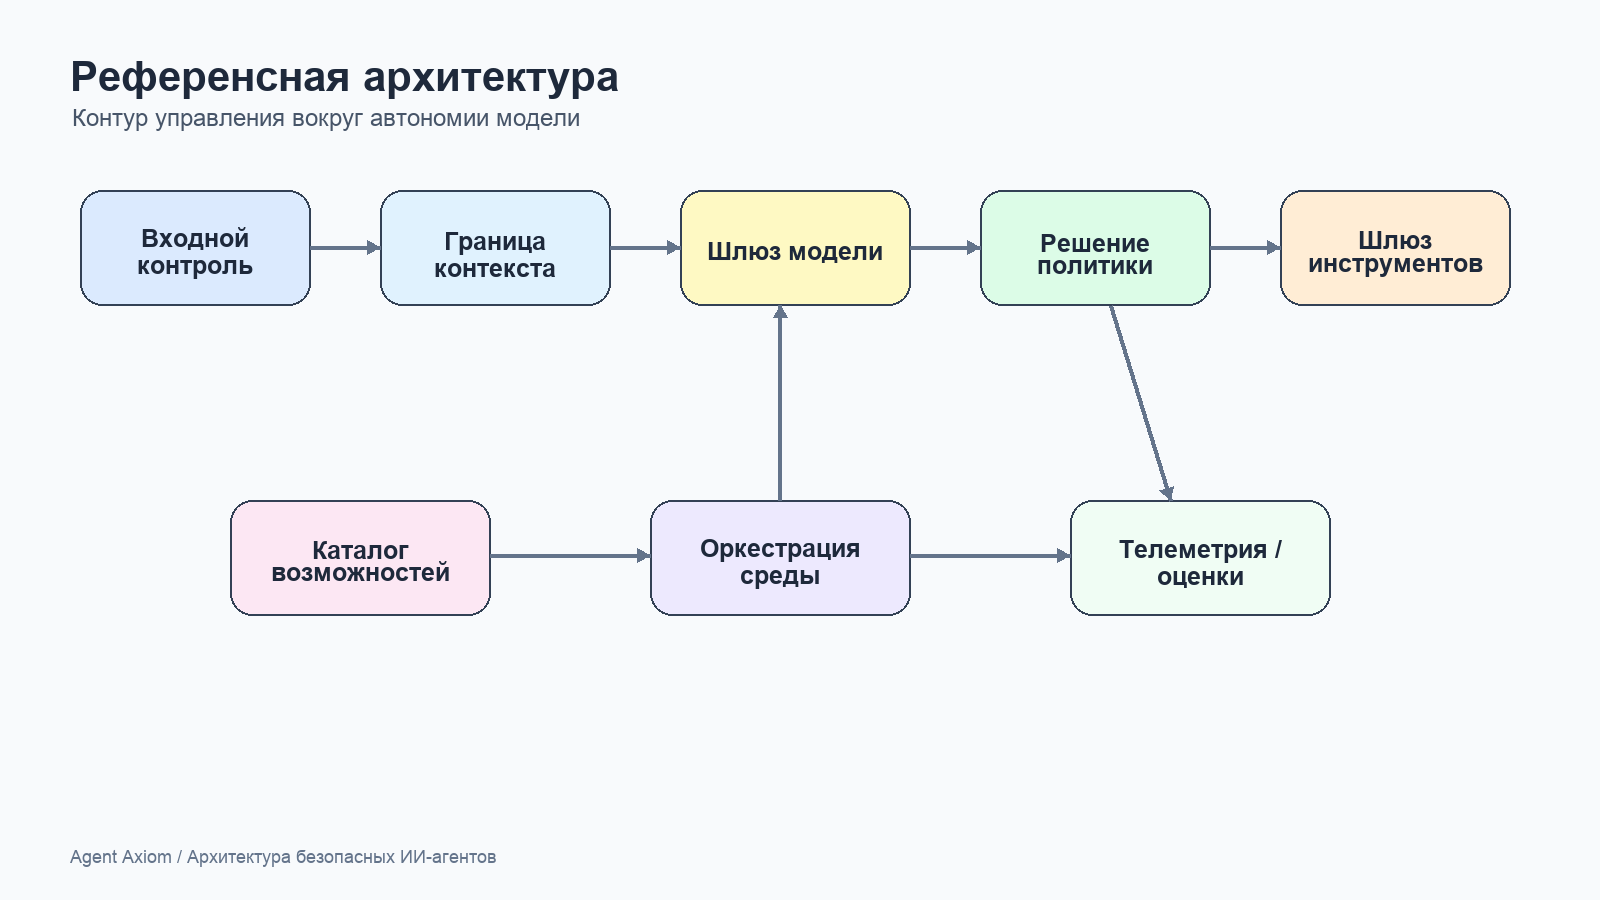 Референсная архитектура
Контур управления вокруг автономии модели
Входной
контроль
Граница
контекста
Шлюз модели
Решение
политики
Шлюз
инструментов
Каталог
возможностей
Оркестрация
среды
Телеметрия /
оценки
Agent Axiom / Архитектура безопасных ИИ-агентов